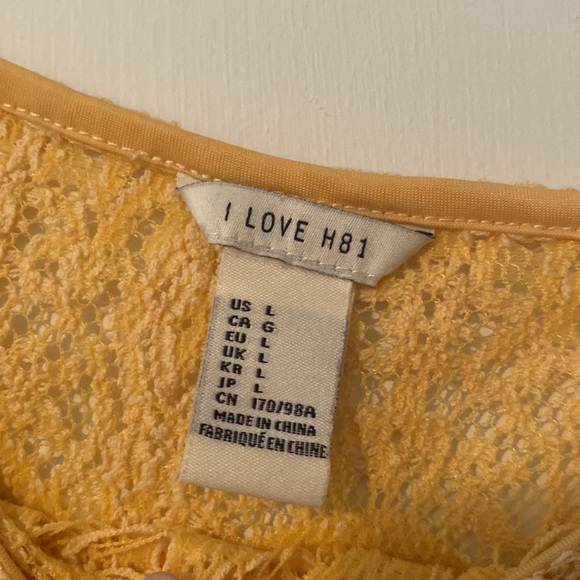 I LOVE H81
US L
CA G
EU L
UK L
KR L
JP L
CN 170/98A
MADE IN CHINA
FABRIQUÉ EN CHINE